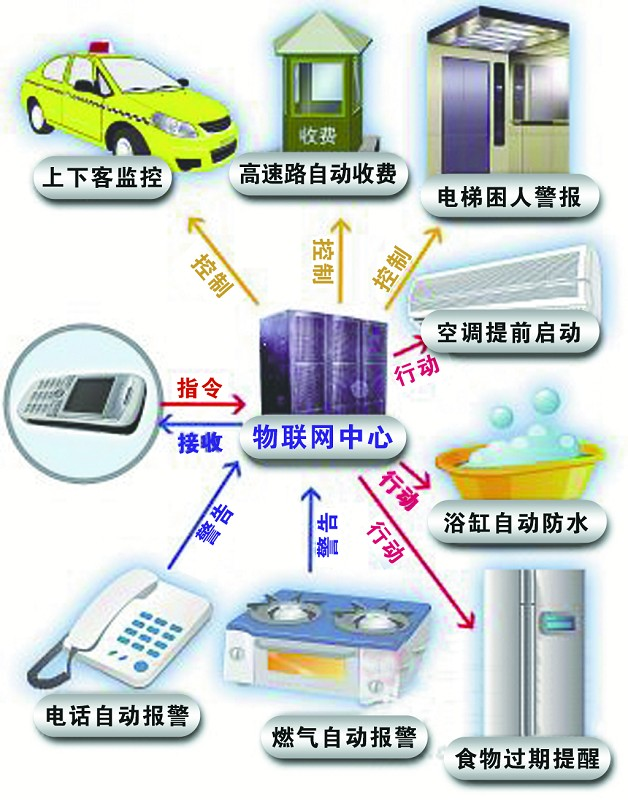 收费
上下客监控
高速路自动收费
电梯困人警报
控制
控制
控制
空调提前启动
行动
指令
接收
物联网中心
行动
行动
浴缸自动防水
警告
警告
电话自动报警
燃气自动报警
食物过期提醒